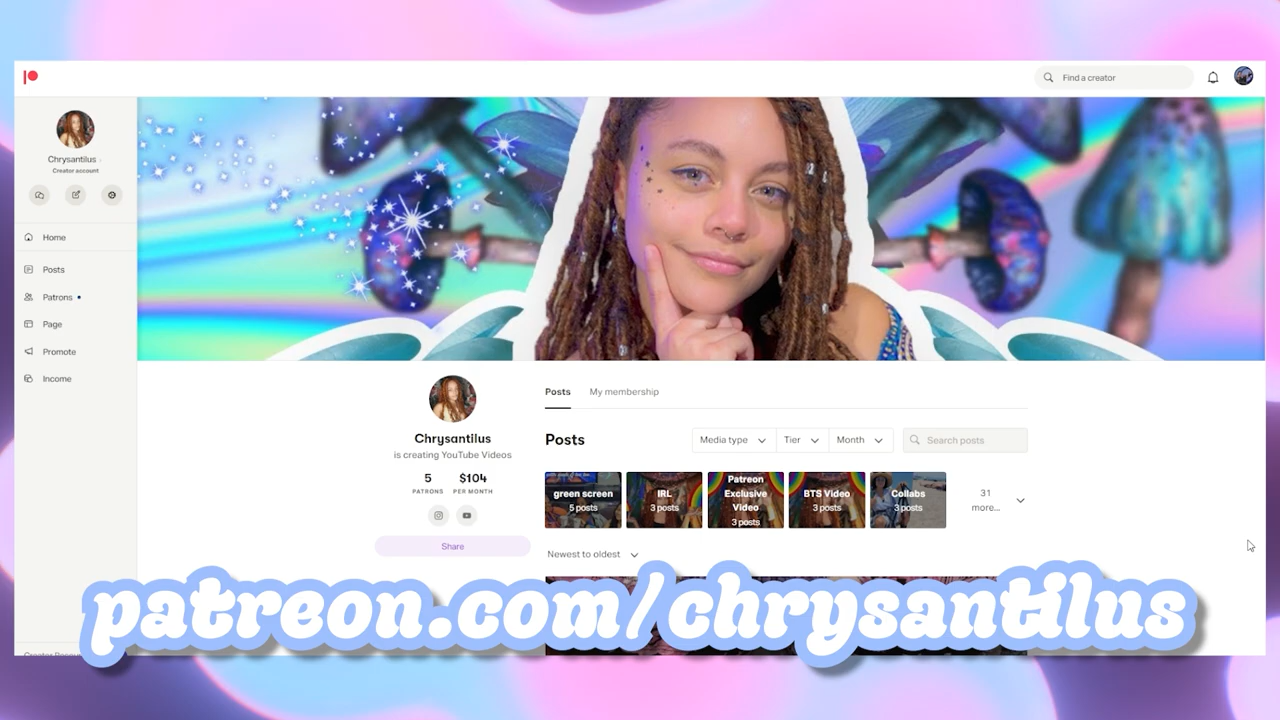 Find a creator
Chrysantilus
Creator account
Home
Posts
Patrons
Page
Promote
Income
Chrysantilus
is creating YouTube Videos
5 $104
PATRONS PER MONTH
Share
Posts My membership
Posts
Media type Tier Month Search posts
green screen
5 posts
IRL
3 posts
Patreon
Exclusive
Video
3 posts
BTS Video
3 posts
Collabs
3 posts
31
more...
Newest to oldest
patreon.com/chrysantilus